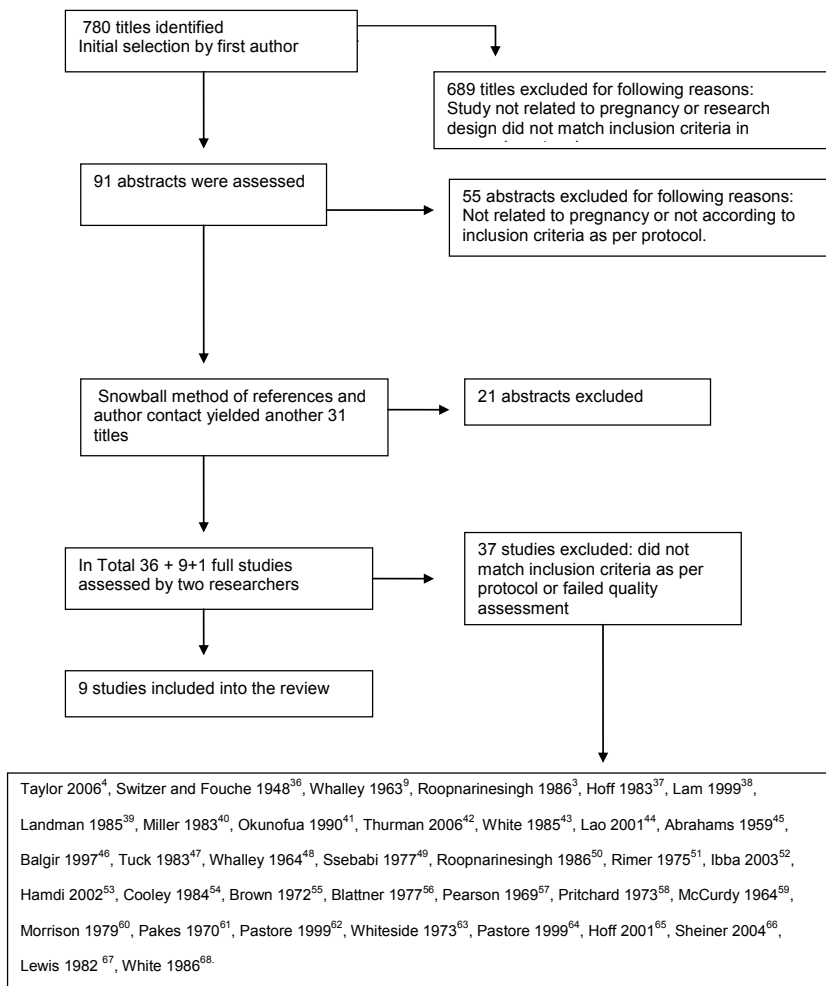 780 titles identified
Initial selection by first author
689 titles excluded for following reasons:
Study not related to pregnancy or research
design did not match inclusion criteria in
91 abstracts were assessed
55 abstracts excluded for following reasons:
Not related to pregnancy or not according to
inclusion criteria as per protocol.
Snowball method of references and
author contact yielded another 31
titles
21 abstracts excluded
In Total 36 + 9+1 full studies
assessed by two researchers
37 studies excluded: did not
match inclusion criteria as per
protocol or failed quality
assessment
9 studies included into the review
Taylor 2006⁴, Switzer and Fouche 1948³⁶, Whalley 1963⁹, Roopnarinesingh 1986³, Hoff 1983³⁷, Lam 1999³⁸,
Landman 1985³⁹, Miller 1983⁴⁰, Okunofua 1990⁴¹, Thurman 2006⁴², White 1985⁴³, Lao 2001⁴⁴, Abrahams 1959⁴⁵,
Balgir 1997⁴⁶, Tuck 1983⁴⁷, Whalley 1964⁴⁸, Ssebabi 1977⁴⁹, Roopnarinesingh 1986⁵⁰, Rimer 1975⁵¹, Ibba 2003⁵²,
Hamdi 2002⁵³, Cooley 1984⁵⁴, Brown 1972⁵⁵, Blattner 1977⁵⁶, Pearson 1969⁵⁷, Pritchard 1973⁵⁸, McCurdy 1964⁵⁹,
Morrison 1979⁶⁰, Pakes 1970⁶¹, Pastore 1999⁶², Whiteside 1973⁶³, Pastore 1999⁶⁴, Hoff 2001⁶⁵, Sheiner 2004⁶⁶,
Lewis 1982 ⁶⁷, White 1986⁶⁸·